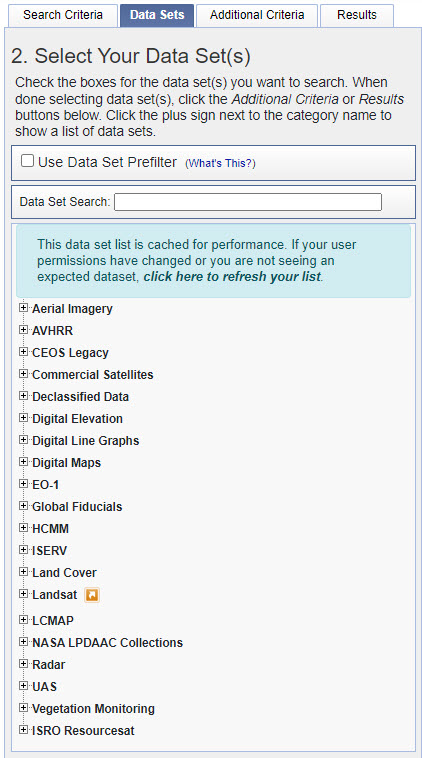 Search Criteria Data Sets Additional Criteria Results
2. Select Your Data Set(s)
Check the boxes for the data set(s) you want to search. When
done selecting data set(s), click the Additional Criteria or Results
buttons below. Click the plus sign next to the category name to
show a list of data sets.
Use Data Set Prefilter (What's This?)
Data Set Search:
This data set list is cached for performance. If your user
permissions have changed or you are not seeing an
expected dataset, click here to refresh your list.
Aerial Imagery
AVHRR
CEOS Legacy
Commercial Satellites
Declassified Data
Digital Elevation
Digital Line Graphs
Digital Maps
EO-1
Global Fiducials
HCMM
ISERV
Land Cover
Landsat
LCMAP
NASA LPDAAC Collections
Radar
UAS
Vegetation Monitoring
ISRO Resourcesat